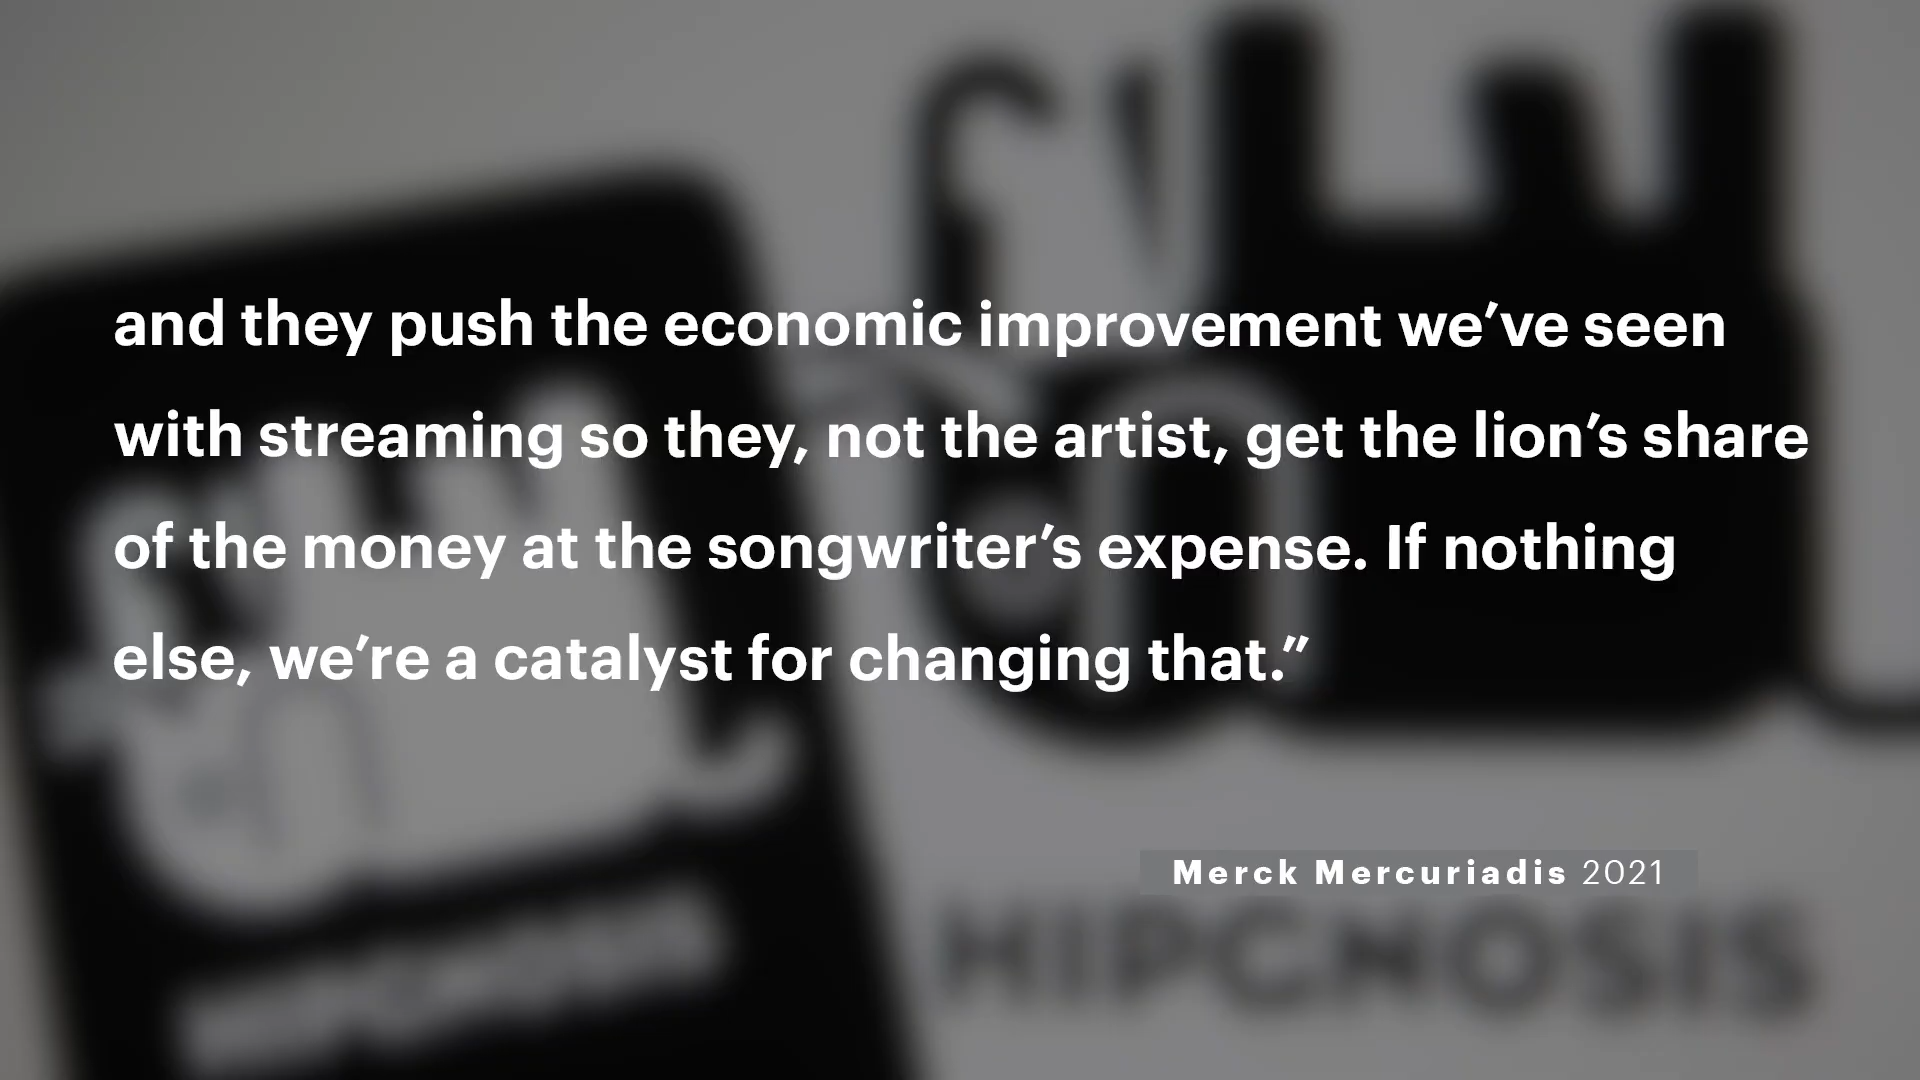 and they push the economic improvement we’ve seen
with streaming so they, not the artist, get the lion’s share
of the money at the songwriter’s expense. If nothing
else, we’re a catalyst for changing that.”
Merck Mercuriadis 2021
HIPGNOSIS
HIPGNOSIS